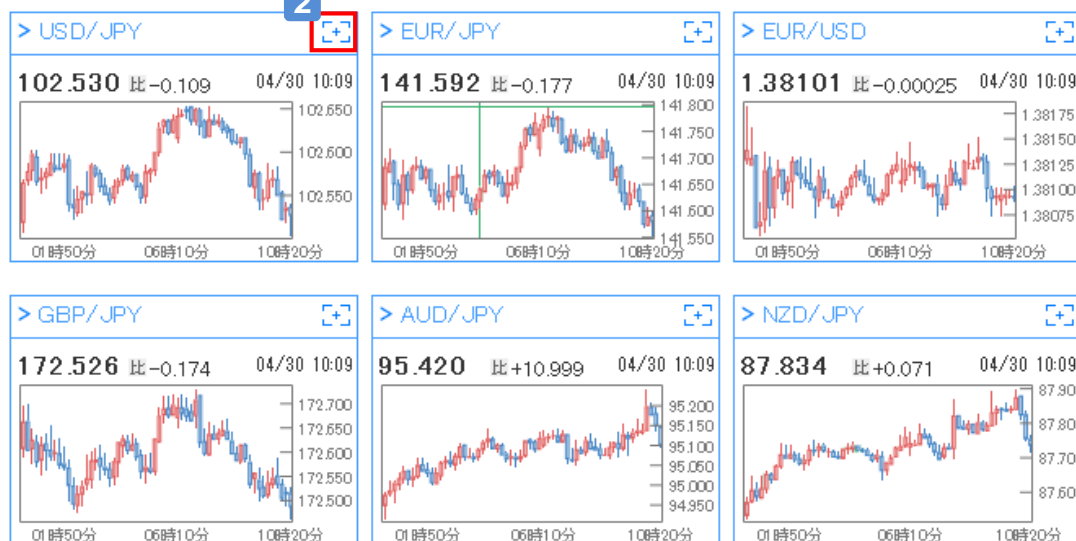 2
> USD/JPY
102.530 比-0.109 04/30 10:09
102.650
102.600
102.550
01時50分 06時10分 10時20分
> EUR/JPY
141.592 比-0.177 04/30 10:09
141.800
141.750
141.700
141.650
141.600
141.550
01時50分 06時10分 10時20分
> EUR/USD
1.38101 比-0.00025 04/30 10:09
1.38175
1.38150
1.38125
1.38100
1.38075
01時50分 06時10分 10時20分
> GBP/JPY
172.526 比-0.174 04/30 10:09
172.700
172.650
172.600
172.550
172.500
01時50分 06時10分 10時20分
> AUD/JPY
95.420 比+10.999 04/30 10:09
95.200
95.150
95.100
95.050
95.000
94.950
01時50分 06時10分 10時20分
> NZD/JPY
87.834 比+0.071 04/30 10:09
87.90
87.80
87.70
87.60
01時50分 06時10分 10時20分